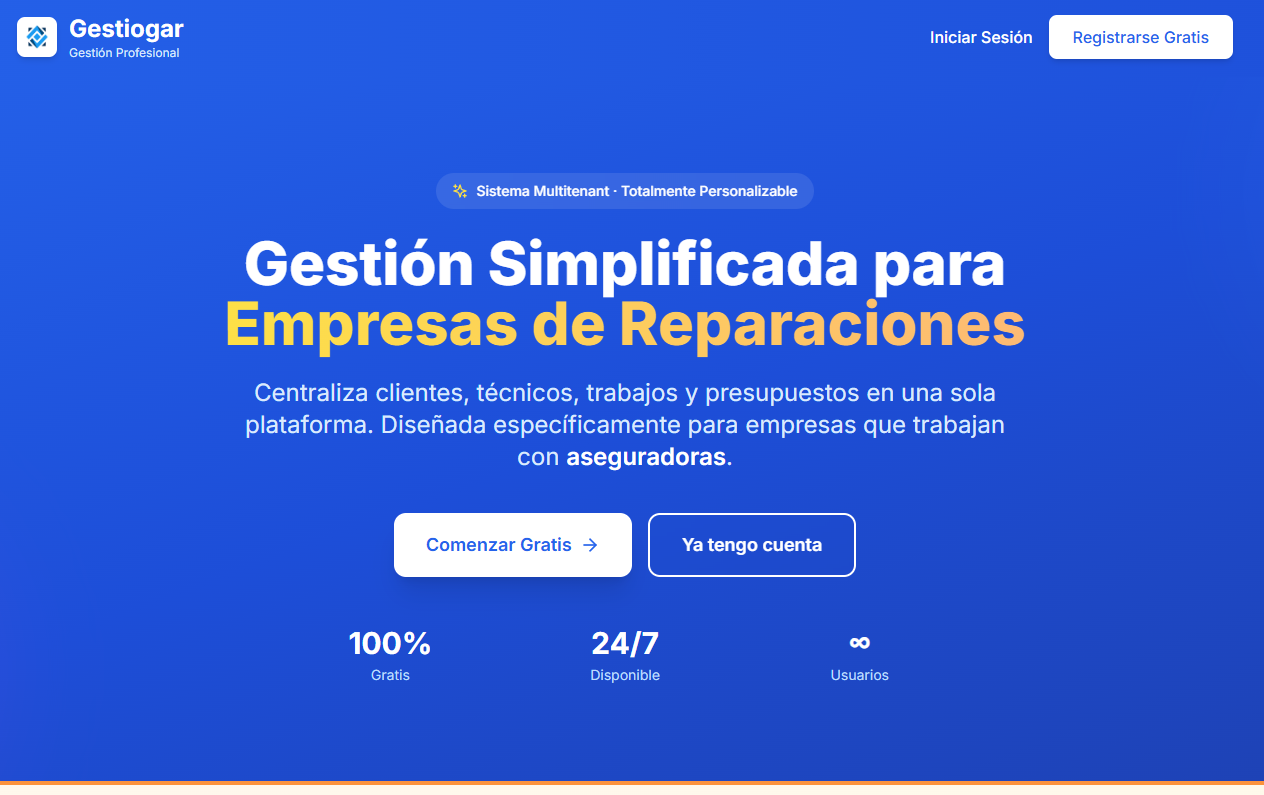 Gestiogar
Gestión Profesional
Iniciar Sesión
Registrarse Gratis
Sistema Multitenant · Totalmente Personalizable
Gestión Simplificada para
Empresas de Reparaciones
Centraliza clientes, técnicos, trabajos y presupuestos en una sola
plataforma. Diseñada específicamente para empresas que trabajan
con aseguradoras.
Comenzar Gratis →
Ya tengo cuenta
100%
Gratis
24/7
Disponible
∞
Usuarios